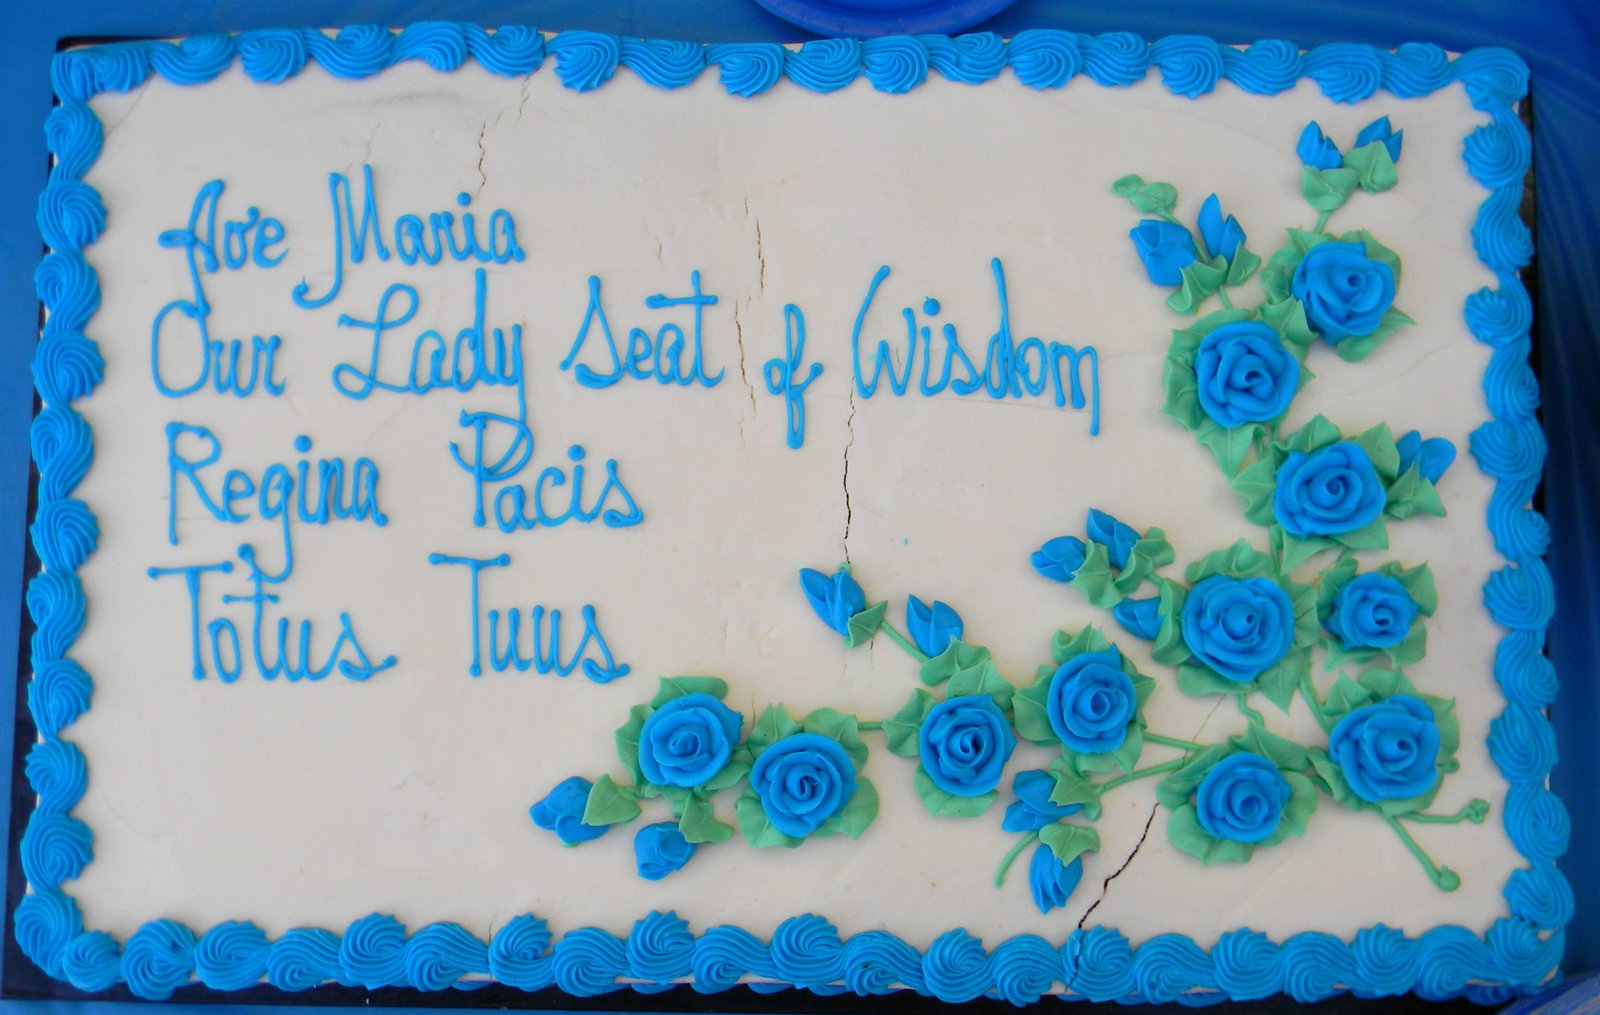 Ave Maria
Our Lady Seat of Wisdom
Regina Pacis
Totus Tuus